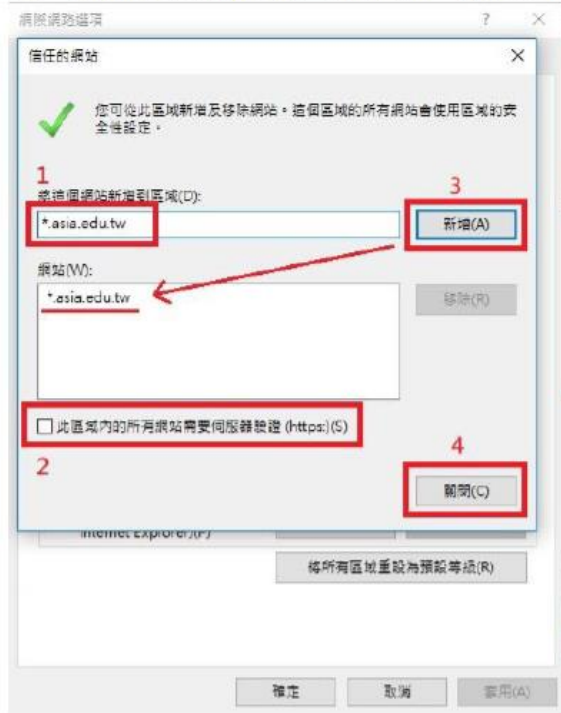 網際網路選項
?
信任的網站
您可從此區域新增及移除網站。這個區域的所有網站會使用區域的安
全性設定。
1
將這個網站新增到區域(D):
3
*.asia.edu.tw
新增(A)
網站(W):
*.asia.edu.tw
移除(R)
此區域內的所有網站需要伺服器驗證 (https:)(S)
2
4
關閉(C)
Internet Explorer)(P)
將所有區域重設為預設等級(R)
確定
取消
套用(A)